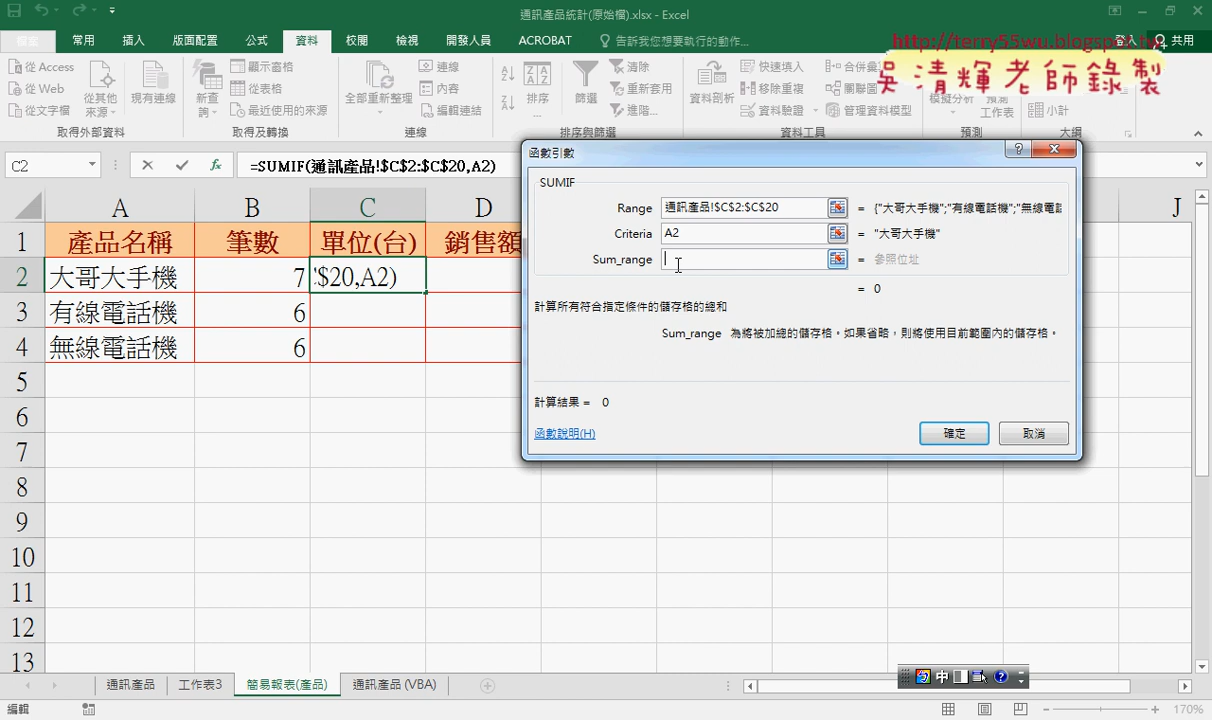 通訊產品統計(原始檔).xlsx - Excel
常用 插入 版面配置 公式 資料 校閱 檢視 開發人員 ACROBAT 告訴我您想要執行的動作... 登入 共用
http://terry55wu.blogspot.tw
吳清輝老師錄製
從 Access
從 Web
從文字檔
從其他
來源
現有連線
取得外部資料
新查
詢
顯示查詢
從表格
最近使用的來源
取得及轉換
全部重新整理
連線
內容
編輯連結
連線
排序
篩選
清除
重新套用
進階...
排序與篩選
資料剖析
快速填入
移除重複
資料驗證
合併彙
關聯圖
管理資料模型
資料工具
模擬分析
預測
工作表
預測
小計
大綱
C2
=SUMIF(通訊產品!$C$2:$C$20,A2)
A B C D J
1 產品名稱 筆數 單位(台) 銷售額
2 大哥大手機 7 :$20,A2)
3 有線電話機 6
4 無線電話機 6
5
6
7
8
9
10
11
12
13
函數引數
SUMIF
Range 通訊產品!$C$2:$C$20 = {"大哥大手機";"有線電話機";"無線電話
Criteria A2 = "大哥大手機"
Sum_range = 參照位址
= 0
計算所有符合指定條件的儲存格的總和
Sum_range 為將被加總的儲存格。如果省略，則將使用目前範圍內的儲存格。
計算結果 = 0
函數說明(H)
確定 取消
通訊產品 工作表3 簡易報表(產品) 通訊產品 (VBA)
中
編輯 170%